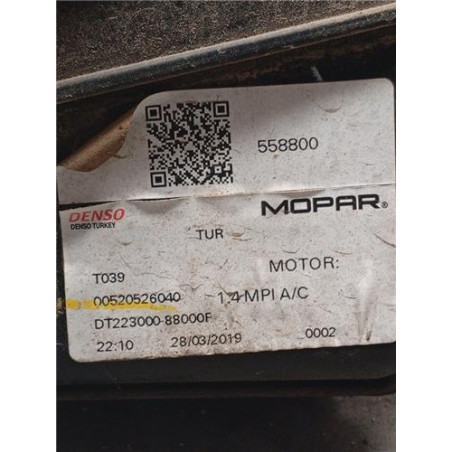 558800
DENSO MOPAR®
DENSO TURKEY
TUR
T039 MOTOR:
00520526040 1,4 MPI A/C
DT223000-88000F
22:10 28/03/2019 0002